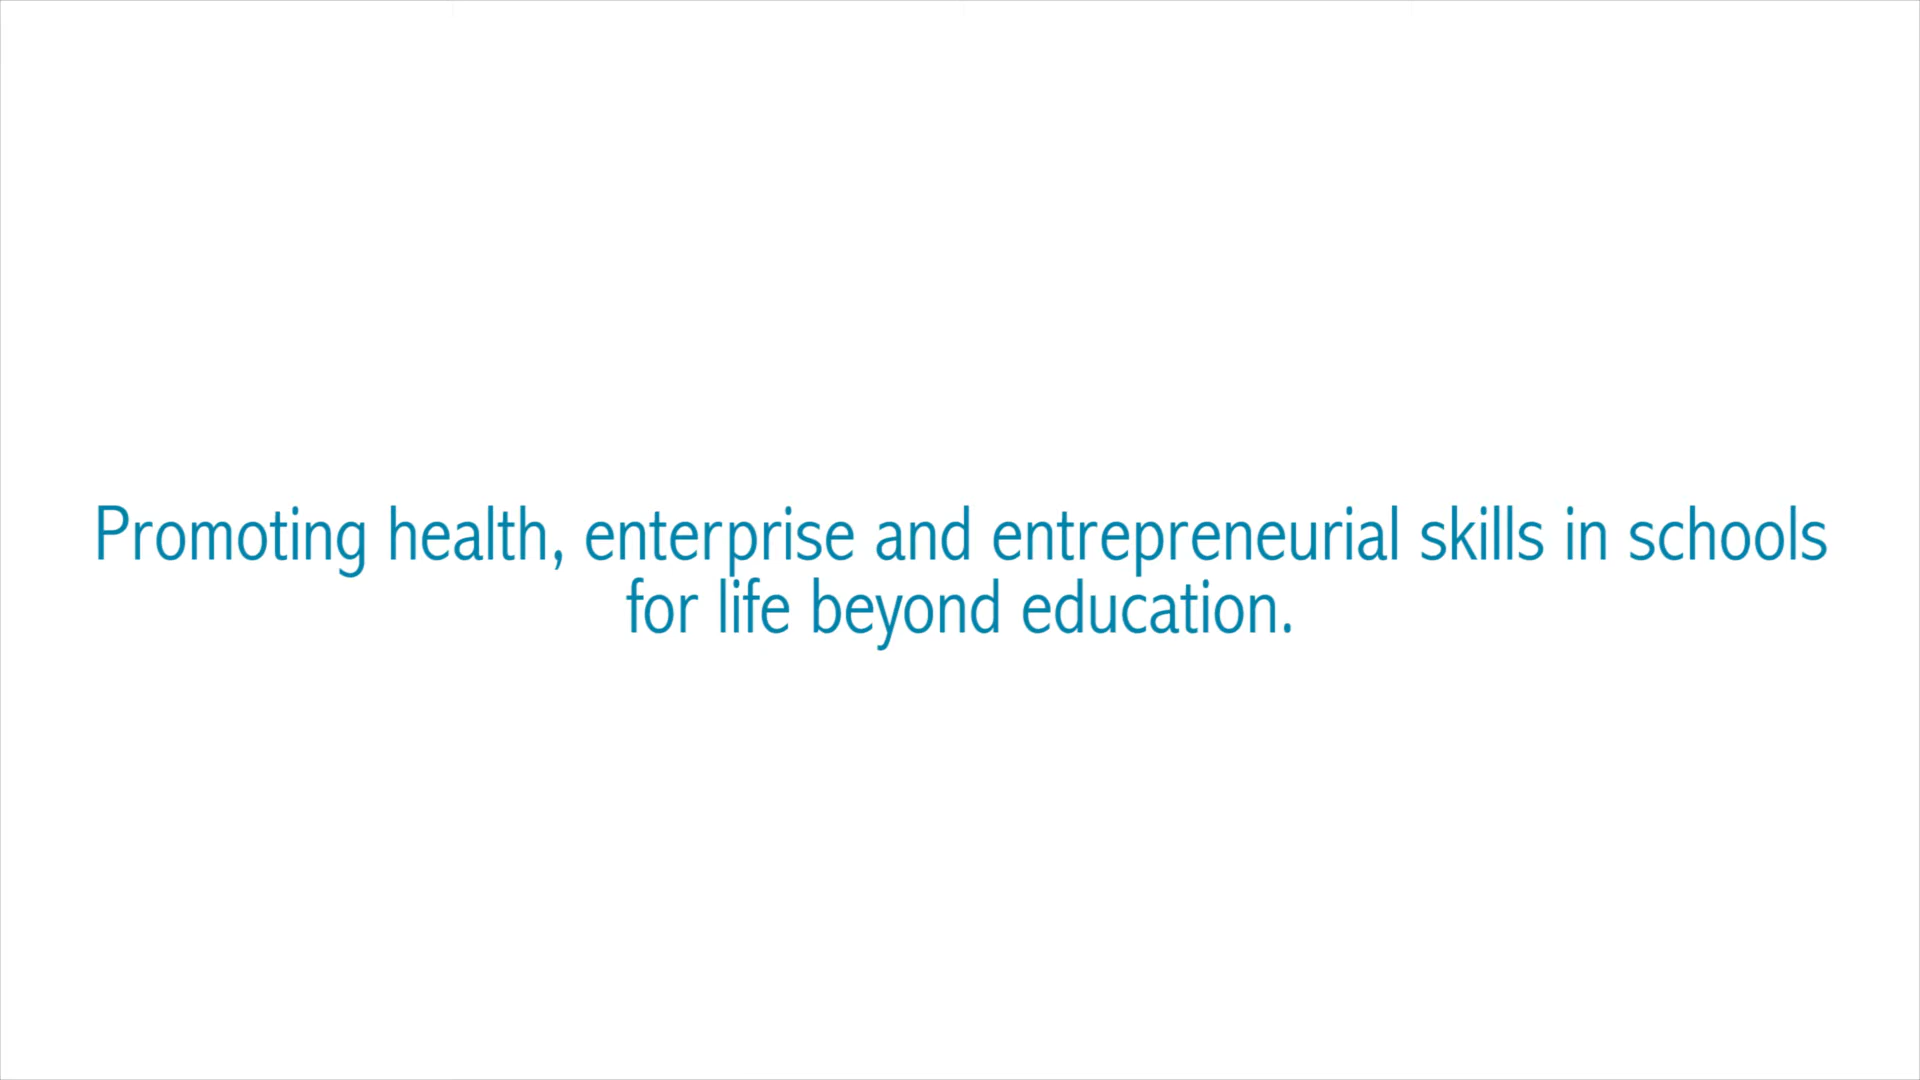 Promoting health, enterprise and entrepreneurial skills in schools
for life beyond education.